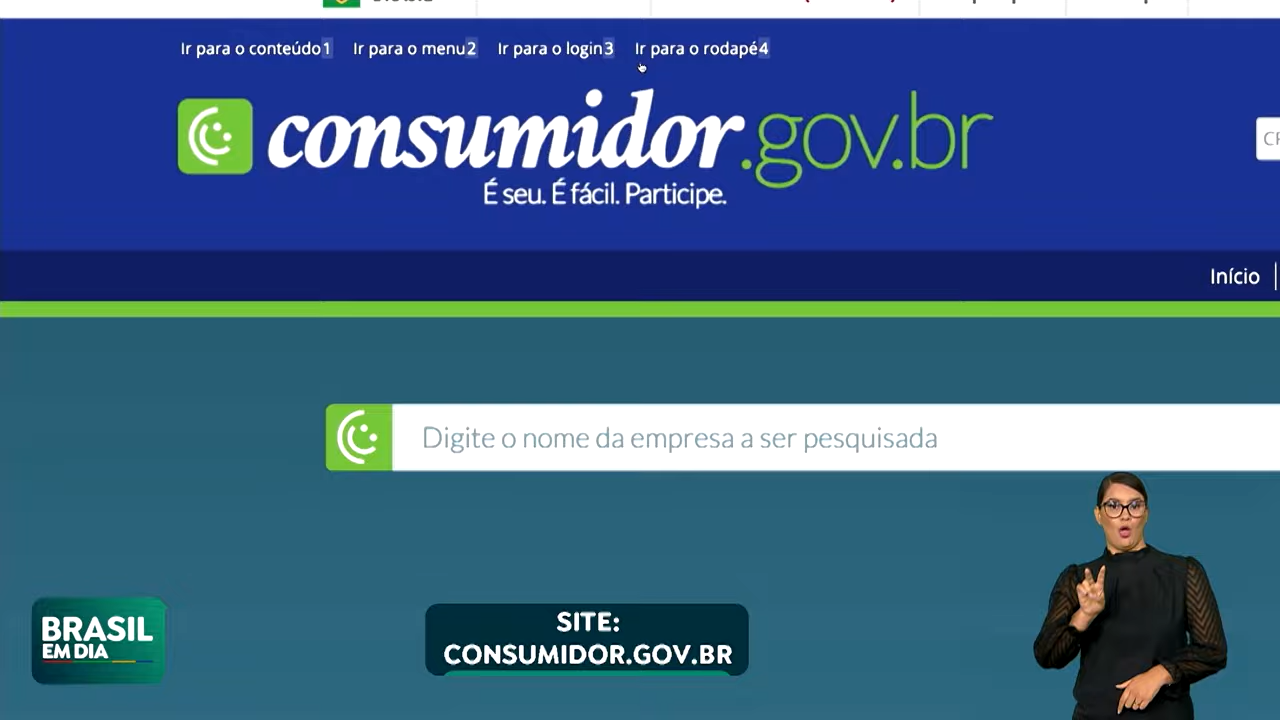 Ir para o conteúdo1 Ir para o menu2 Ir para o login3 Ir para o rodapé4
consumidor.gov.br
É seu. É fácil. Participe.
Início
Digite o nome da empresa a ser pesquisada
BRASIL
EM DIA
SITE:
CONSUMIDOR.GOV.BR